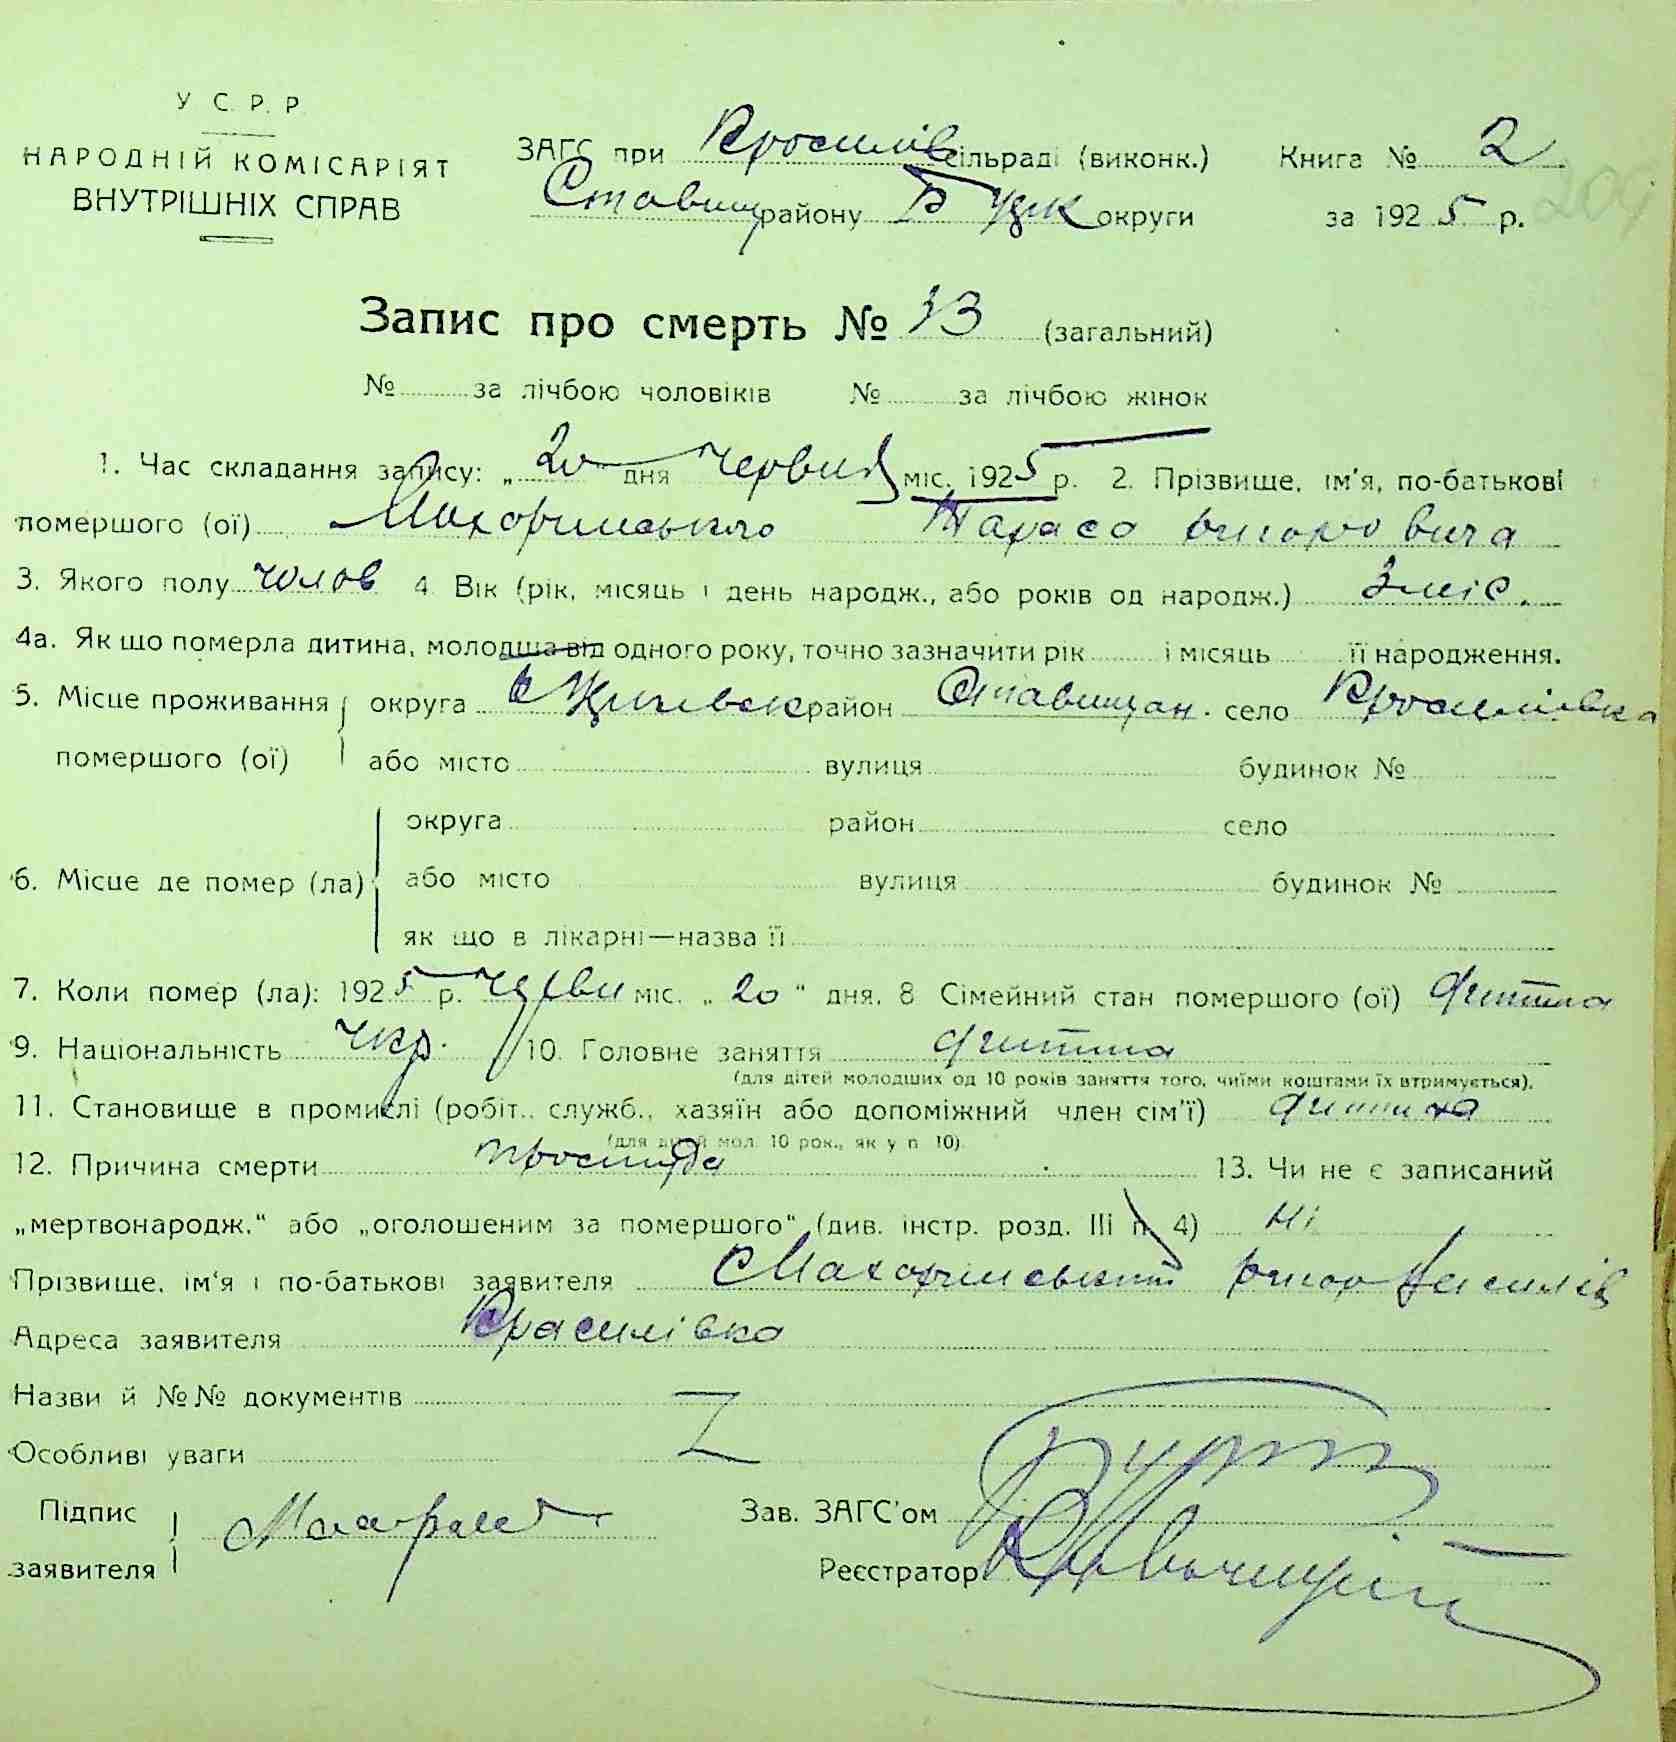 У С. Р. Р.
НАРОДНІЙ КОМІСАРІЯТ
ВНУТРІШНІХ СПРАВ
ЗАГС при Красилів сільраді (виконк.) Книга № 2
Ставищ району Б Цꙇрк округи за 1925 р.
209
Запис про смерть № 33 (загальний)
№ за лічбою чоловіків № за лічбою жінок
1. Час складання запису: „20 дня червня міс. 1925 р. 2. Прізвище, ім'я, по-батькові
помершого (ої) Махоринського Тараса
3. Якого полу чолов 4. Вік (рік, місяць і день народж., або років од народж.) 3 міс.
4а. Як що померла дитина, молодша від одного року, точно зазначити рік і місяць її народження.
5. Місце проживання округа район Ставищан. село Красилівка
помершого (ої) або місто вулиця будинок №
округа район село
6. Місце де помер (ла) або місто вулиця будинок №
як що в лікарні—назва її
7. Коли помер (ла): 1925 р. червн міс. „20" дня. 8 Сімейний стан помершого (ої) дитина
9. Національність Укр. 10. Головне заняття дитина
(для дітей молодших од 10 років заняття того, чиїми коштами їх втримується).
11. Становище в промислі (робіт., служб., хазяїн або допоміжний член сім'ї) дитина
(для дітей мол. 10 рок., як у п 10)
12. Причина смерти простуда 13. Чи не є записаний
„мертвонародж." або „оголошеним за помершого" (див. інстр. розд. III п 4) Ні
Прізвище, ім'я і по-батькові заявителя Махоринський Василів
Адреса заявителя Красилівка
Назви й №№ документів
Особливі уваги
Підпис
заявителя
Зав. ЗАГС'ом
Реєстратор